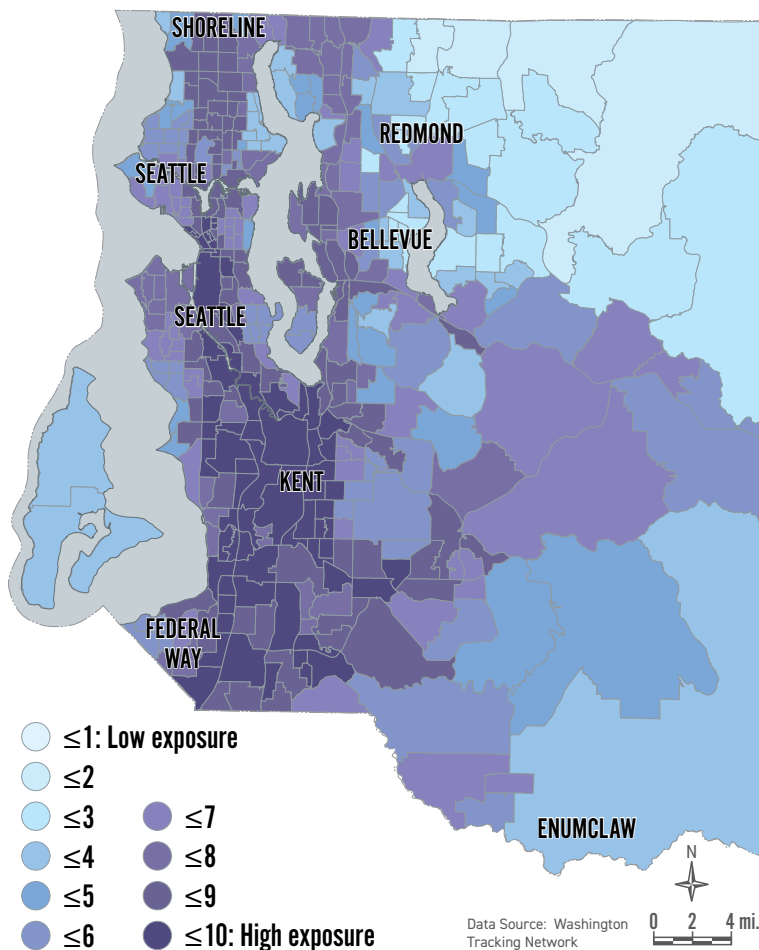 SHORELINE
REDMOND
SEATTLE
BELLEVUE
SEATTLE
KENT
FEDERAL
WAY
≤1: Low exposure
≤2
≤3
≤4
≤5
≤6
≤7
≤8
≤9
≤10: High exposure
ENUMCLAW
N
Data Source: Washington
Tracking Network
0 2 4 mi.